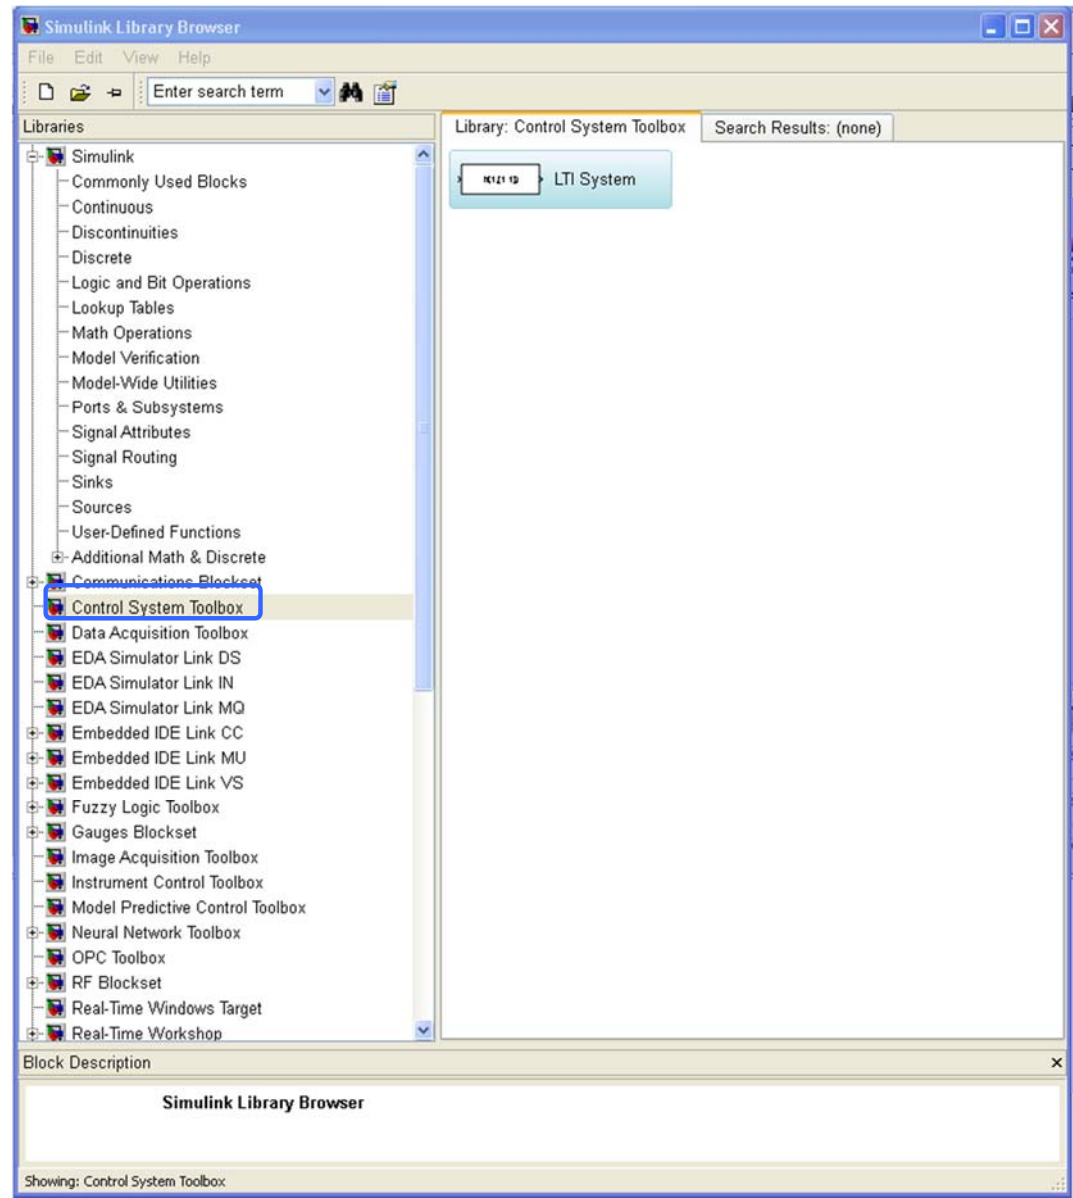 Simulink Library Browser
File Edit View Help
Enter search term
Libraries
Library: Control System Toolbox
Search Results: (none)
Simulink
Commonly Used Blocks
Continuous
Discontinuities
Discrete
Logic and Bit Operations
Lookup Tables
Math Operations
Model Verification
Model-Wide Utilities
Ports & Subsystems
Signal Attributes
Signal Routing
Sinks
Sources
User-Defined Functions
Additional Math & Discrete
Communications Blockset
Control System Toolbox
Data Acquisition Toolbox
EDA Simulator Link DS
EDA Simulator Link IN
EDA Simulator Link MQ
Embedded IDE Link CC
Embedded IDE Link MU
Embedded IDE Link VS
Fuzzy Logic Toolbox
Gauges Blockset
Image Acquisition Toolbox
Instrument Control Toolbox
Model Predictive Control Toolbox
Neural Network Toolbox
OPC Toolbox
RF Blockset
Real-Time Windows Target
Real-Time Workshop
LTI System
Block Description
Simulink Library Browser
Showing: Control System Toolbox